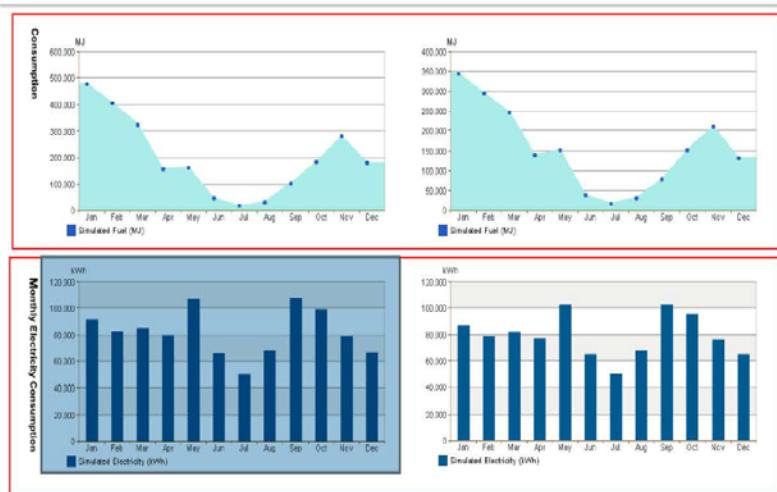 Consumption
MJ
600.000
500.000
400.000
300.000
200.000
100.000
0
Jan Feb Mar Apr May Jun Jul Aug Sep Oct Nov Dec
Simulated Fuel (MJ)
MJ
400.000
350.000
300.000
250.000
200.000
150.000
100.000
50.000
0
Jan Feb Mar Apr May Jun Jul Aug Sep Oct Nov Dec
Simulated Fuel (MJ)
Monthly Electricity Consumption
kWh
120.000
100.000
80.000
60.000
40.000
20.000
0
Jan Feb Mar Apr May Jun Jul Aug Sep Oct Nov Dec
Simulated Electricity (kWh)
kWh
120.000
100.000
80.000
60.000
40.000
20.000
0
Jan Feb Mar Apr May Jun Jul Aug Sep Oct Nov Dec
Simulated Electricity (kWh)